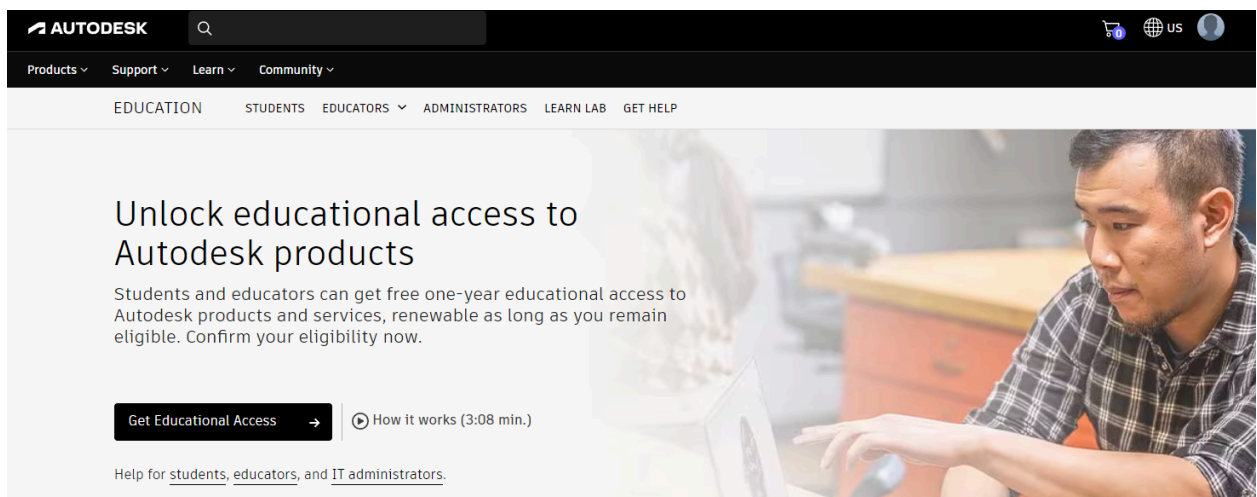 AUTODESK
0
US
Products Support Learn Community
EDUCATION STUDENTS EDUCATORS ADMINISTRATORS LEARN LAB GET HELP
Unlock educational access to
Autodesk products
Students and educators can get free one-year educational access to
Autodesk products and services, renewable as long as you remain
eligible. Confirm your eligibility now.
Get Educational Access → How it works (3:08 min.)
Help for students, educators, and IT administrators.